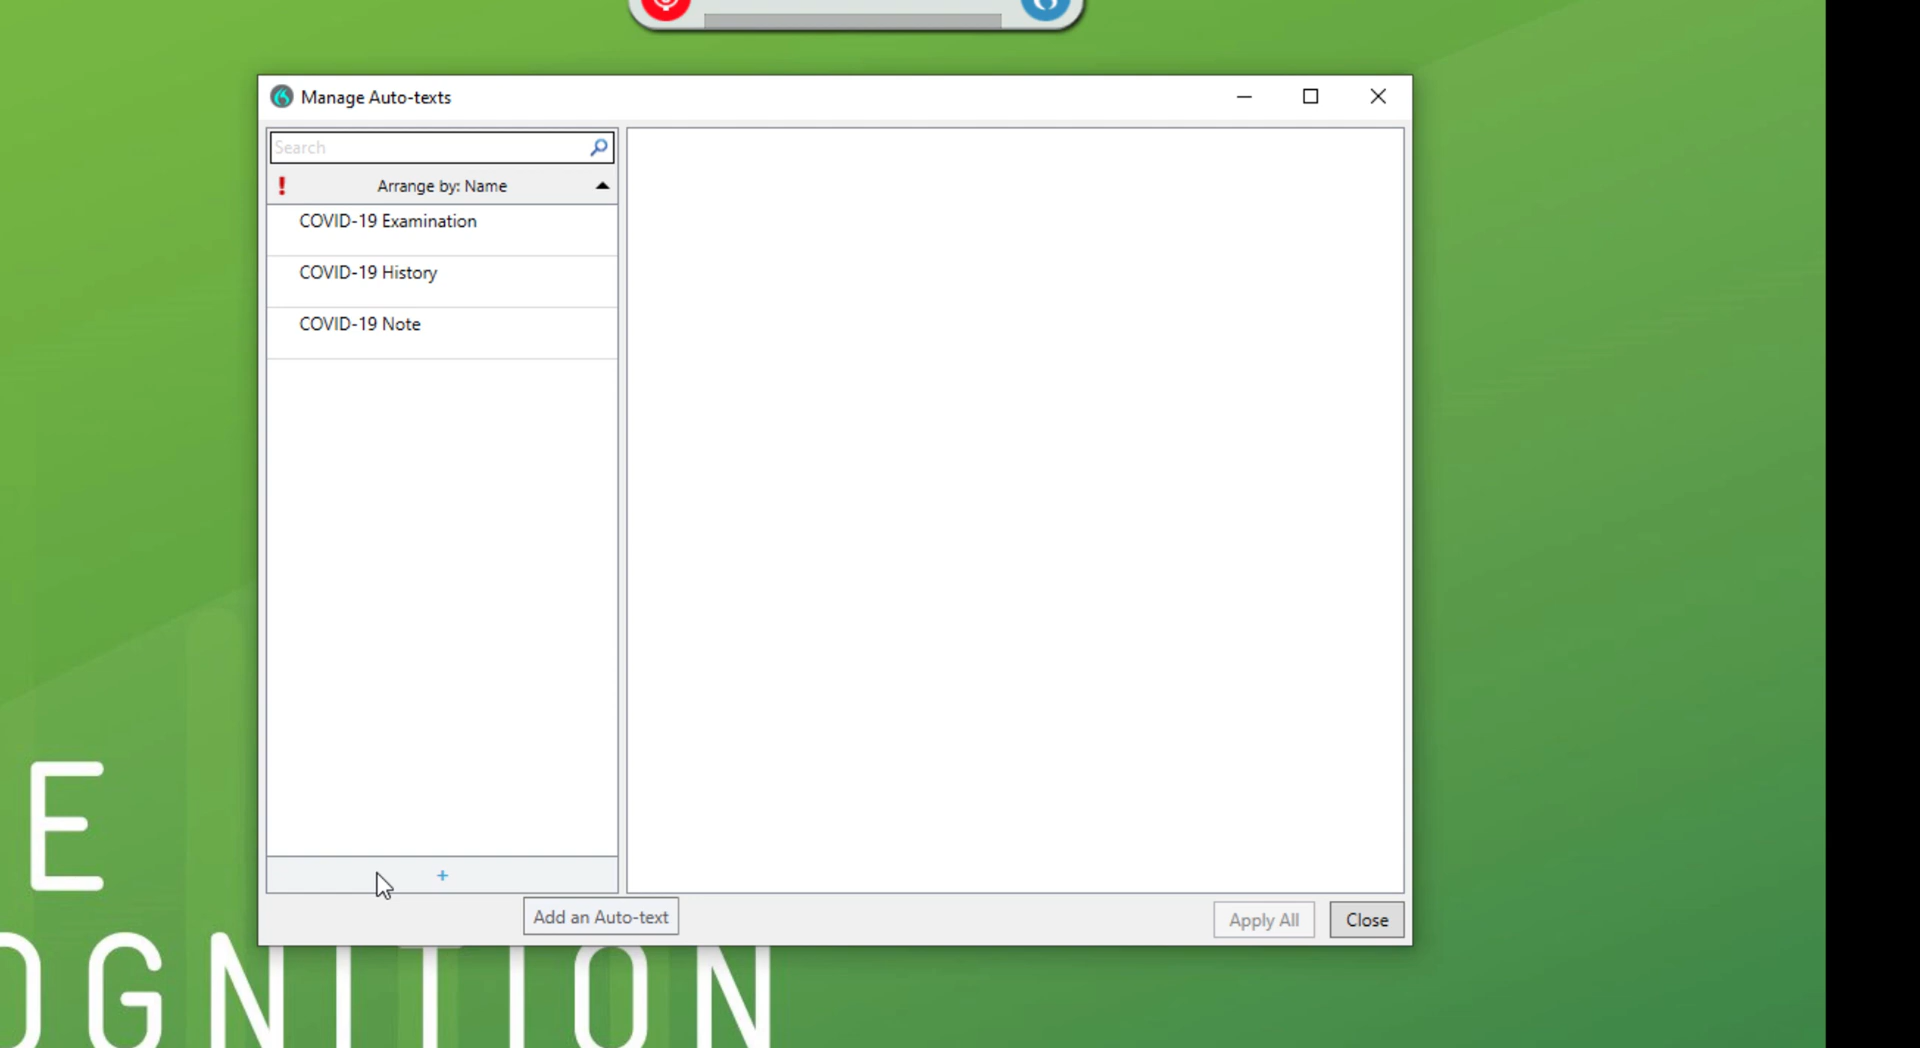 Manage Auto-texts
Search
! Arrange by: Name
COVID-19 Examination
COVID-19 History
COVID-19 Note
+
Add an Auto-text
Apply All
Close
E
OGNITION